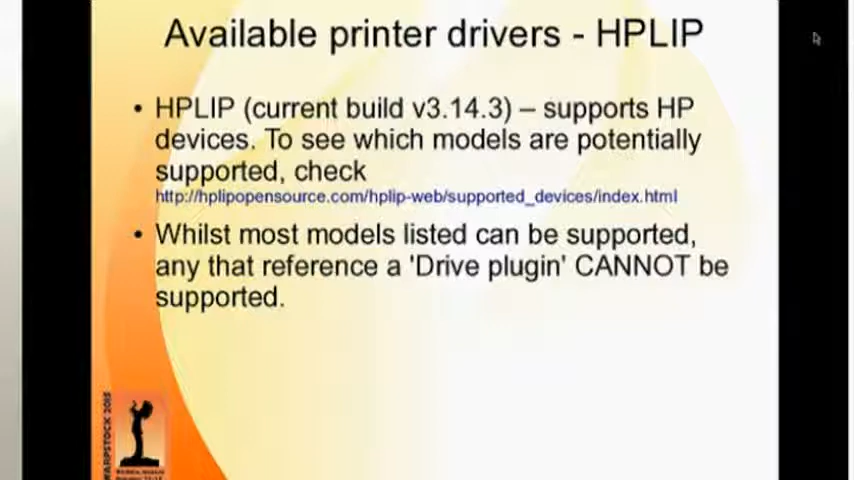 Available printer drivers - HPLIP
• HPLIP (current build v3.14.3) – supports HP
devices. To see which models are potentially
supported, check
http://hplipopensource.com/hplip-web/supported_devices/index.html
• Whilst most models listed can be supported,
any that reference a 'Drive plugin' CANNOT be
supported.
WARPSTOCK 2015